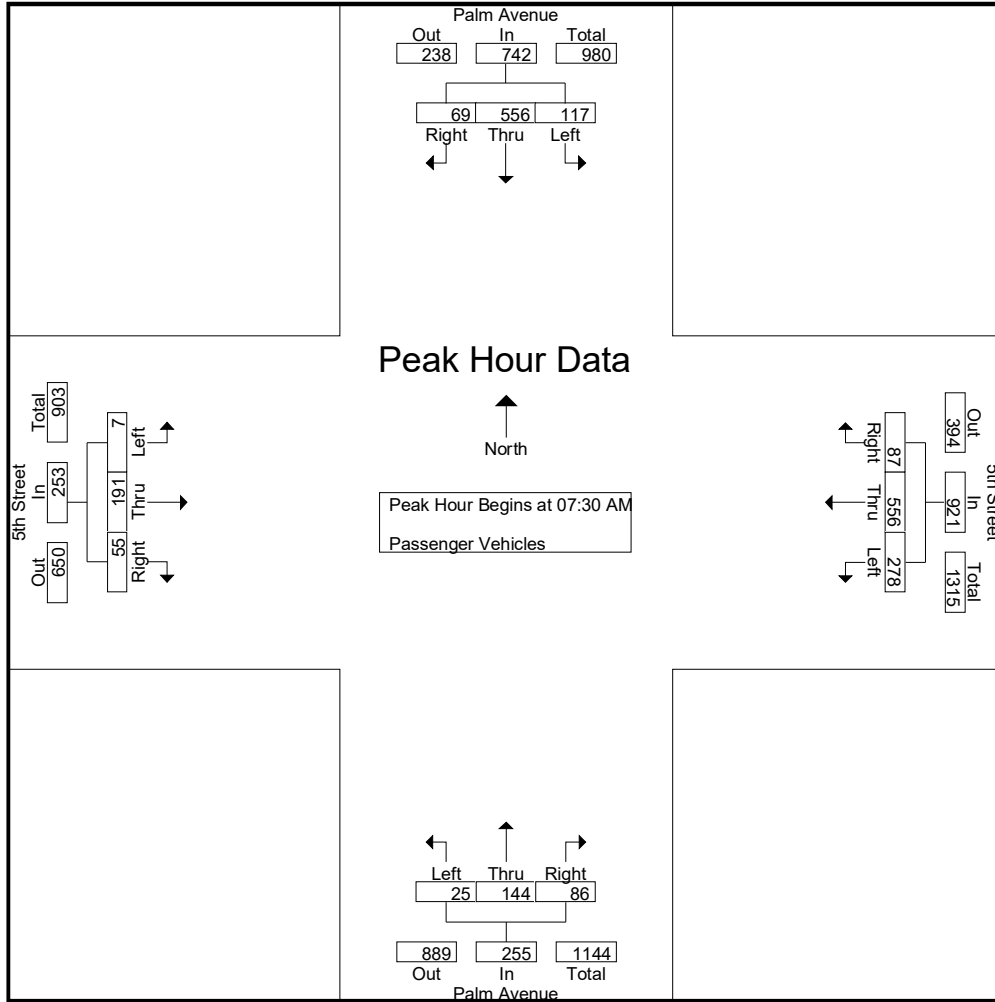 Palm Avenue
Out In Total
238 742 980
69 556 117
Right Thru Left
Peak Hour Data
North
Peak Hour Begins at 07:30 AM
Passenger Vehicles
5th Street
Total In Out
903 253 650
7 191 55
Left Thru Right
5th Street
Out In Total
394 921 1315
87 556 278
Right Thru Left
Left Thru Right
25 144 86
889 255 1144
Out In Total
Palm Avenue